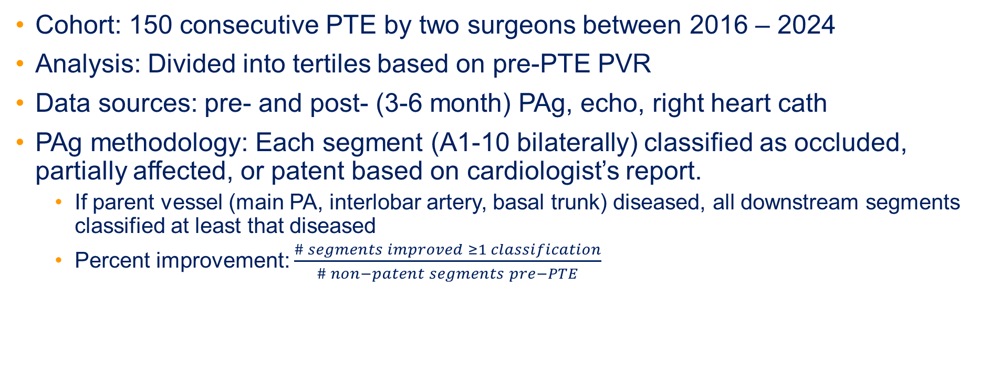 • Cohort: 150 consecutive PTE by two surgeons between 2016 – 2024
• Analysis: Divided into tertiles based on pre-PTE PVR
• Data sources: pre- and post- (3-6 month) PAg, echo, right heart cath
• PAg methodology: Each segment (A1-10 bilaterally) classified as occluded,
partially affected, or patent based on cardiologist’s report.
• If parent vessel (main PA, interlobar artery, basal trunk) diseased, all downstream segments
classified at least that diseased
• Percent improvement: # segments improved ≥1 classification
# non−patent segments pre−PTE